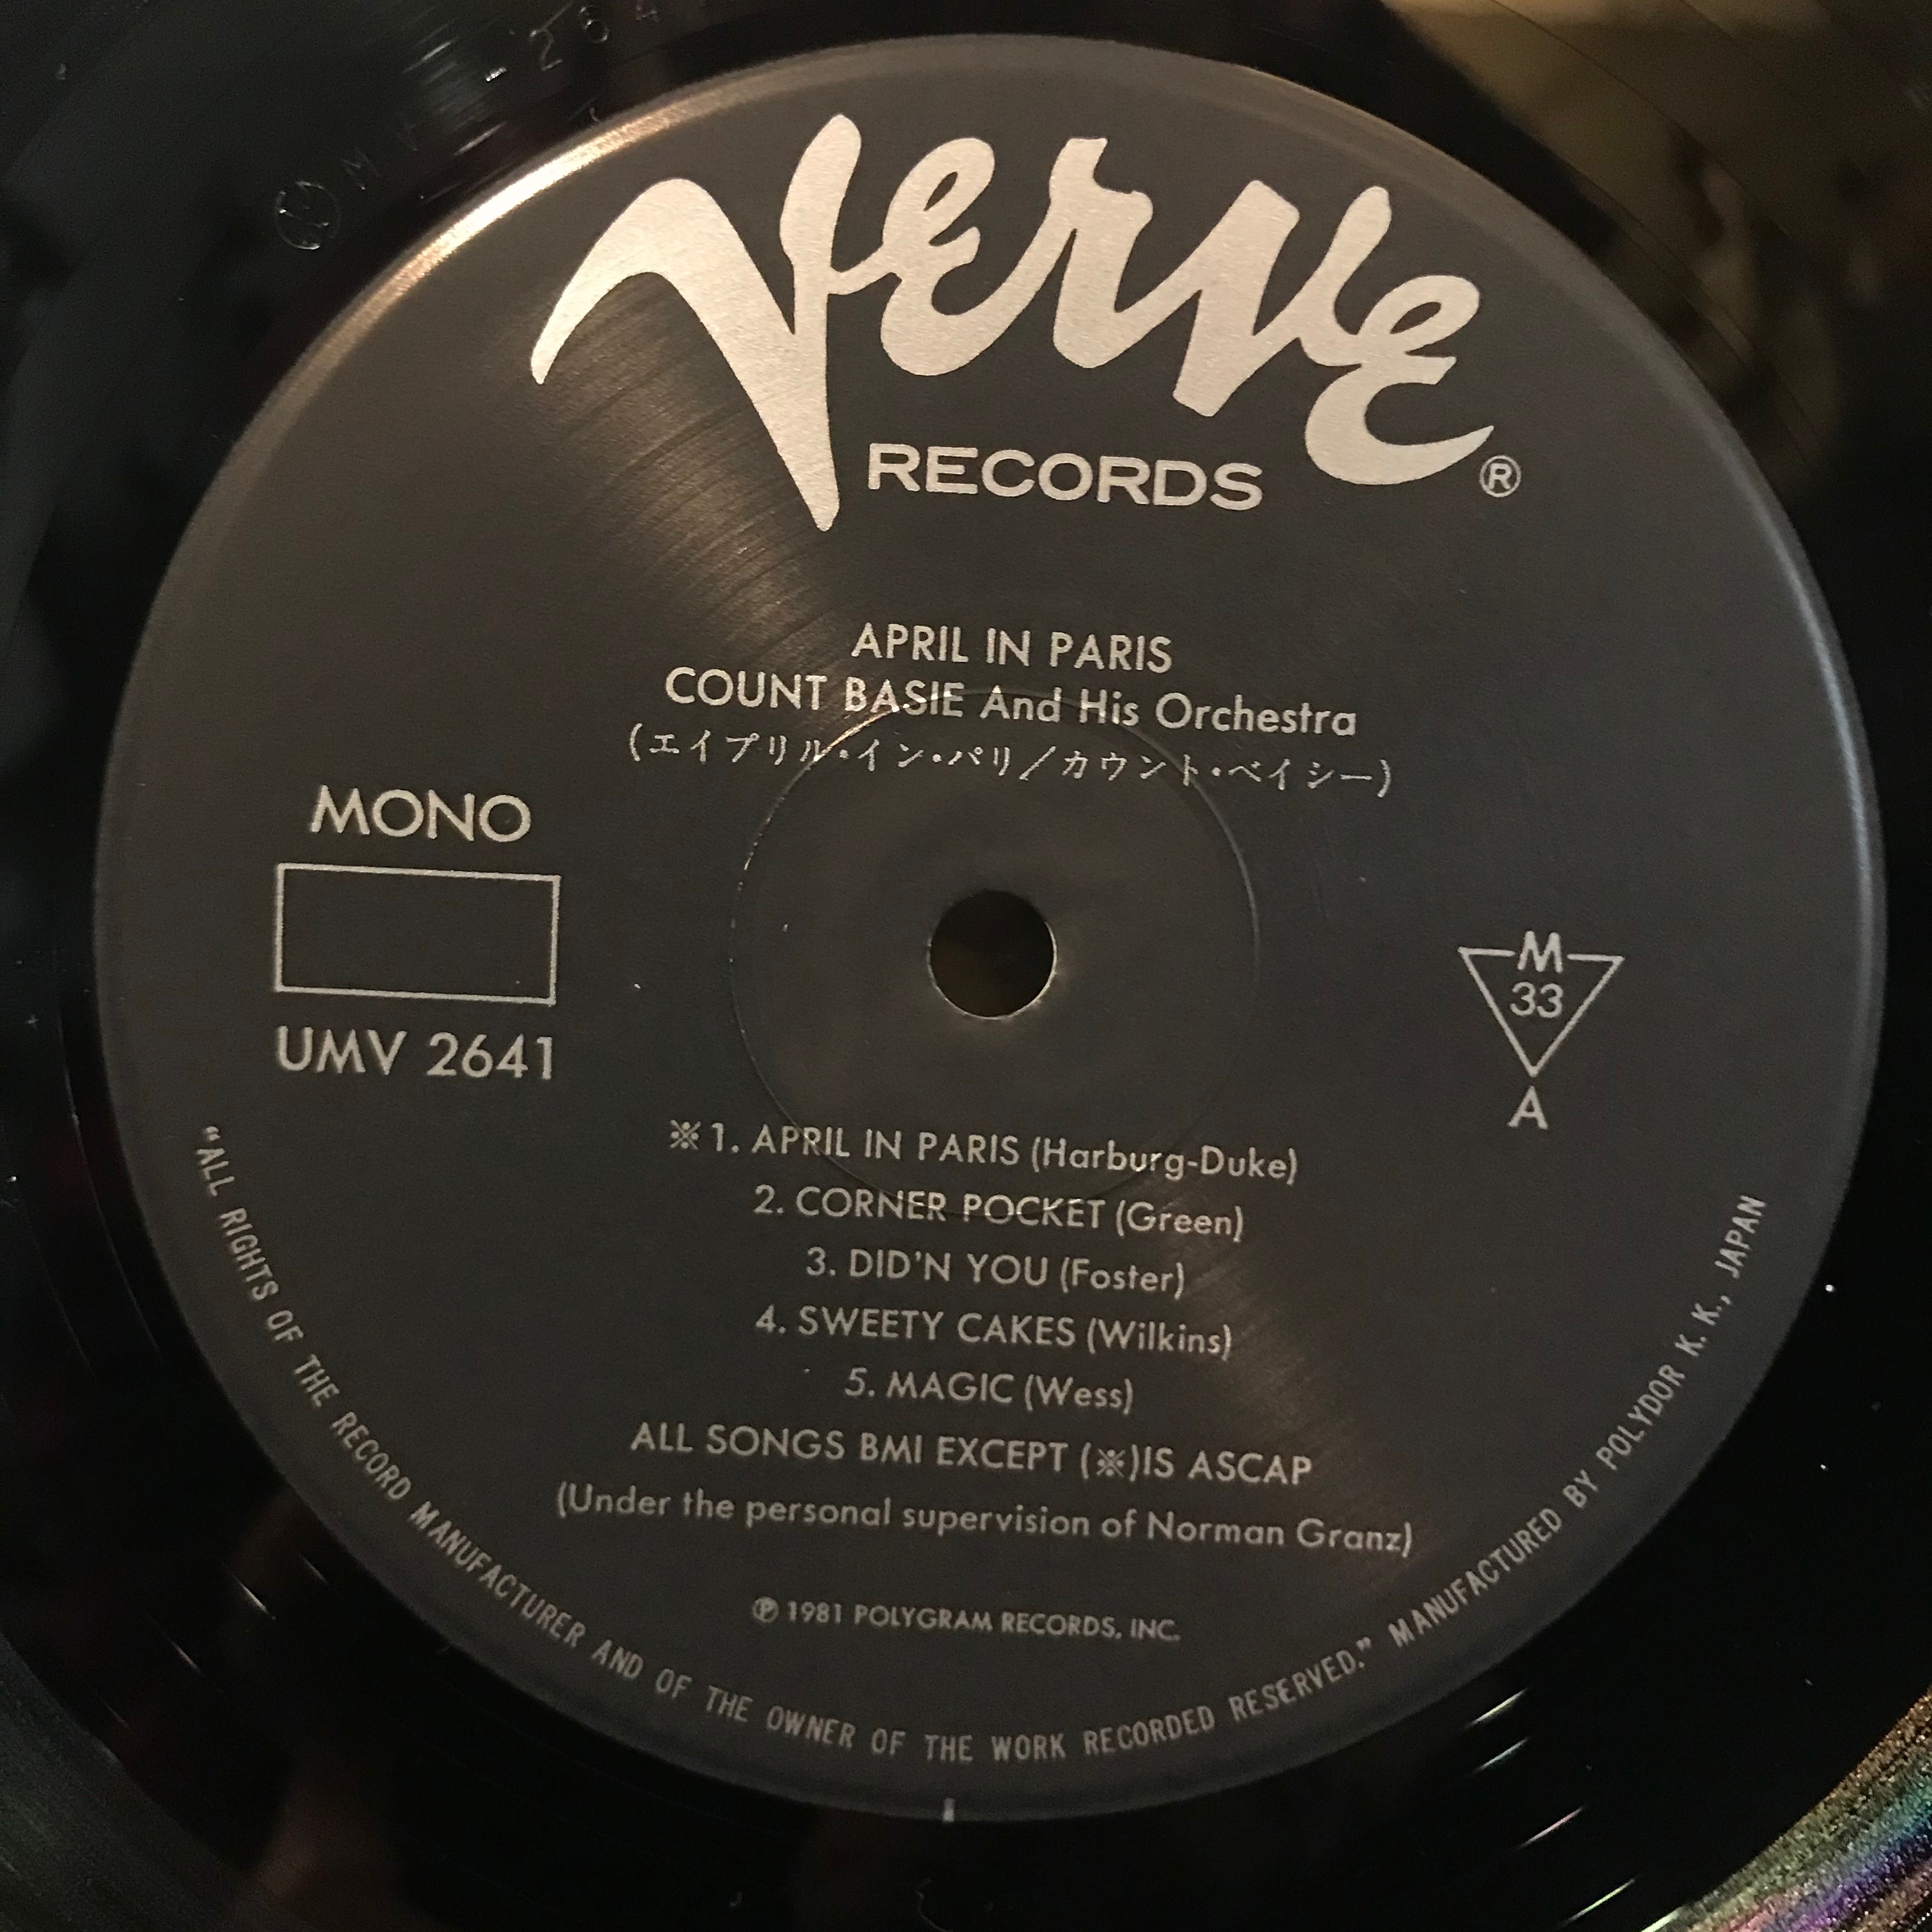 Verve
RECORDS ®
APRIL IN PARIS
COUNT BASIE And His Orchestra
(エイプリル・イン・パリ/カウント・ベイシー)
MONO
UMV 2641
M
33
A
※1. APRIL IN PARIS (Harburg-Duke)
2. CORNER POCKET (Green)
3. DID'N YOU (Foster)
4. SWEETY CAKES (Wilkins)
5. MAGIC (Wess)
ALL SONGS BMI EXCEPT (※)IS ASCAP
(Under the personal supervision of Norman Granz)
℗ 1981 POLYGRAM RECORDS, INC.
"ALL RIGHTS OF THE RECORD MANUFACTURER AND OF THE OWNER OF THE WORK RECORDED RESERVED." MANUFACTURED BY POLYDOR K. K., JAPAN